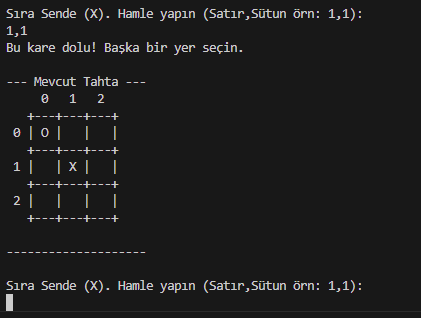 Sıra Sende (X). Hamle yapın (Satır,Sütun örn: 1,1):
1,1
Bu kare dolu! Başka bir yer seçin.

--- Mevcut Tahta ---
     0   1   2
   +---+---+---+
 0 | O |   |   |
   +---+---+---+
 1 |   | X |   |
   +---+---+---+
 2 |   |   |   |
   +---+---+---+

--------------------

Sıra Sende (X). Hamle yapın (Satır,Sütun örn: 1,1):